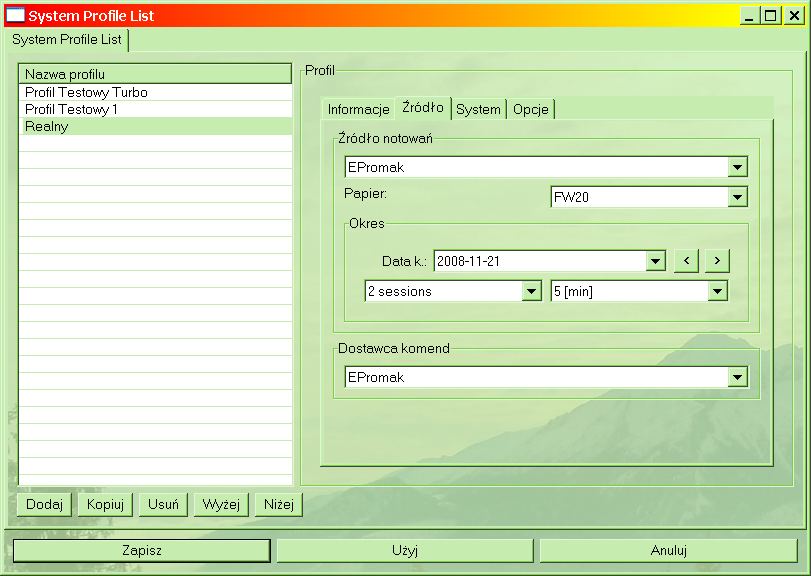 System Profile List
System Profile List
Nazwa profilu
Profil Testowy Turbo
Profil Testowy 1
Realny
Profil
Informacje Źródło System Opcje
Źródło notowań
EPromak
Papier: FW20
Okres
Data k.: 2008-11-21 < >
2 sessions 5 [min]
Dostawca komend
EPromak
Dodaj Kopiuj Usuń Wyżej Niżej
Zapisz Użyj Anuluj